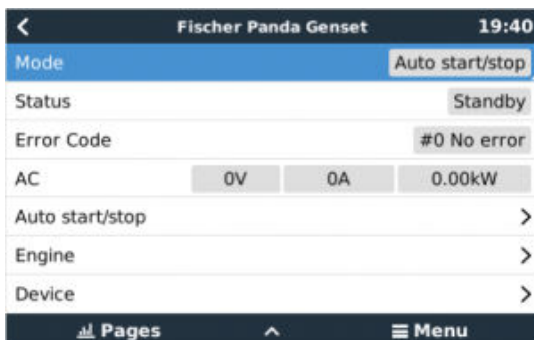 Fischer Panda Genset 19:40
Mode Auto start/stop
Status Standby
Error Code #0 No error
AC 0V 0A 0.00kW
Auto start/stop
Engine
Device
Pages Menu